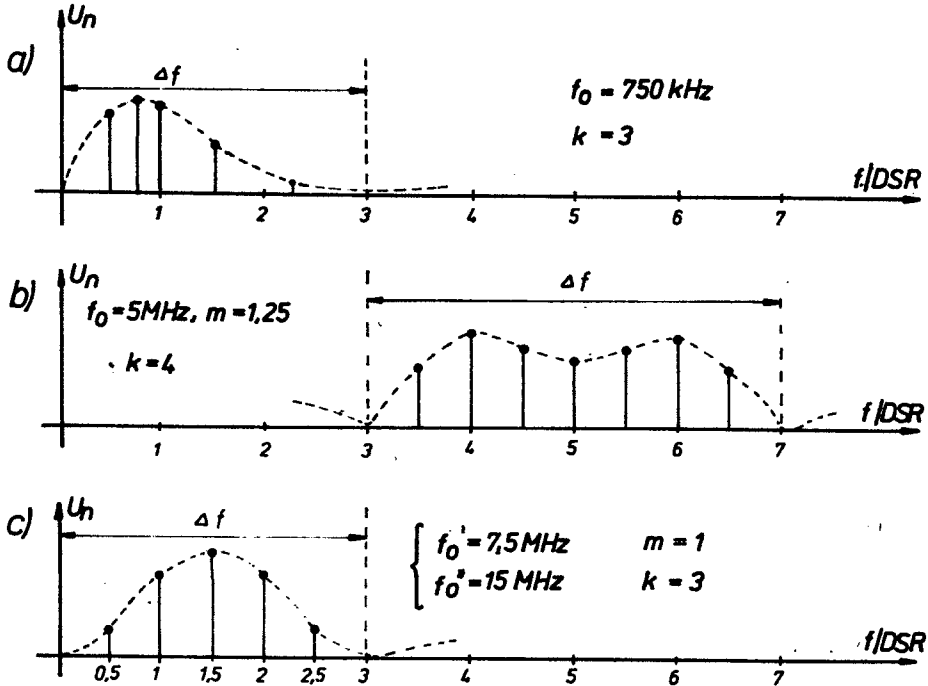 a)
Un
Δf
f₀ = 750 kHz
k = 3
f/DSR
1 2 3 4 5 6 7
b)
Un
Δf
f₀ = 5MHz, m = 1,25
k = 4
f/DSR
1 2 3 4 5 6 7
c)
Un
Δf
f₀' = 7,5 MHz m = 1
f₀" = 15 MHz k = 3
f/DSR
0,5 1 1,5 2 2,5 3 4 5 6 7